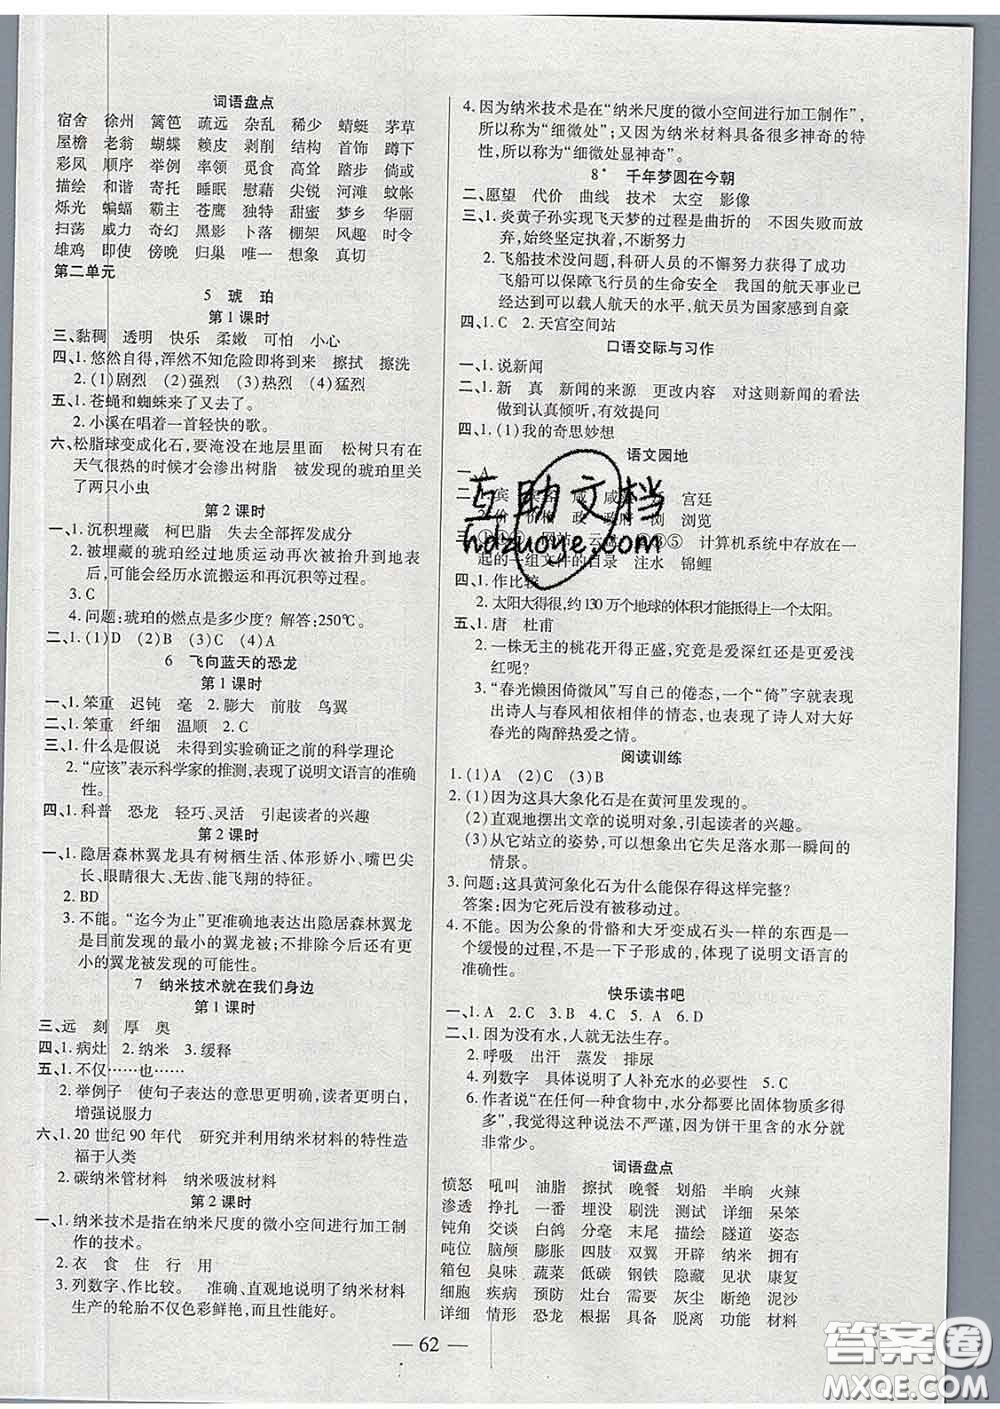 词语盘点
宿舍 徐州 篱笆 疏远 杂乱 稀少 蜻蜓 茅草
屋檐 老翁 蝴蝶 赖皮 剥削 结构 首饰 蹲下
彩凤 顺序 举例 率领 觅食 高耸 踏步 倘或
描绘 和谐 寄托 睡眠 慰藉 尖锐 河滩 蚊帐
烁光 蝙蝠 霸主 苍鹰 独特 甜蜜 梦乡 华丽
扫荡 威力 奇幻 黑影 卜落 棚架 风趣 时令
雄鸡 即使 傍晚 归巢 唯一 想象 真切
第二单元
5 琥珀
第1课时
三、黏稠 透明 快乐 柔嫩 可怕 小心
四、1. 悠然自得,浑然不知危险即将到来 擦拭 擦洗
2. (1)剧烈 (2)强烈 (3)热烈 (4)猛烈
五、1. 苍蝇和蜘蛛来了又去了。
2. 小溪在唱着一首轻快的歌。
六、松脂球变成化石,要淹没在地层里面 松树只有在
天气很热的时候才会渗出树脂 被发现的琥珀里关
了两只小虫
第2课时
一、1. 沉积埋藏 柯巴脂 失去全部挥发成分
2. 被埋藏的琥珀经过地质运动再次被抬升到地表
后,可能会经历水流搬运和再沉积等过程。
3. C
4. 问题:琥珀的燃点是多少度? 解答:250℃。
二、1. (1)D (2)B (3)A (4)C
6 飞向蓝天的恐龙
第1课时
一、1. 笨重 迟钝 毫 2. 膨大 前肢 鸟翼
二、1. 笨重 纤细 温顺 2. C
三、1. 什么是假说 未得到实验确证之前的科学理论
2. “应该”表示科学家的推测,表现了说明文语言的准确
性。
四、1. 科普 恐龙 轻巧、灵活 引起读者的兴趣
第2课时
一、1. 隐居森林翼龙具有树栖生活、体形娇小、嘴巴尖
长、眼睛很大、无齿、能飞翔的特征。
2. BD
3. 不能。“迄今为止”更准确地表达出隐居森林翼龙
是目前发现的最小的翼龙被;不排除今后还有更
小的翼龙被发现的可能性。
7 纳米技术就在我们身边
第1课时
三、远 刻 厚 奥
四、1. 病灶 2. 纳米 3. 缓释
五、1. 不仅……也……
2. 举例子 使句子表达的意思更明确,更具体,
增强说服力
六、1. 20世纪90年代 研究并利用纳米材料的特性造
福于人类
2. 碳纳米管材料 纳米吸波材料
第2课时
一、1. 纳米技术是指在纳米尺度的微小空间进行加工制
作的技术。
2. 衣 食 住 行 用
3. 列数字、作比较。 准确、直观地说明了纳米材料
生产的轮胎不仅色彩鲜艳,而且性能好。
4. 因为纳米技术是在“纳米尺度的微小空间进行加工制作”,
所以称为“细微处”;又因为纳米材料具备很多神奇的特
性,所以称为“细微处显神奇”。
8* 千年梦圆在今朝
二、愿望 代价 曲线 技术 太空 影像
三、1. 炎黄子孙实现飞天梦的过程是曲折的 不因失败而放
弃,始终坚定执着,不懈努力
2. 飞船技术没问题,科研人员的不懈努力获得了成功
飞船可以保障飞行员的生命安全 我国的航天事业已
经达到可以载人航天的水平,航天员为国家感到自豪
四、1. C 2. 天宫空间站
口语交际与习作
一、1. 说新闻
二、1. 新 真 新闻的来源 更改内容 对这则新闻的看法
做到认真倾听,有效提问
四、1. (1)我的奇思妙想
语文园地
一、A
宫廷
价 价格 政 政府 浏 浏览
计算机系统中存放在一
起的一组文件的目录 注水 锦鲤
四、1. 作比较
2. 太阳大得很,约130万个地球的体积才能抵得上一个太阳。
五、1. 唐 杜甫
2. 一株无主的桃花开得正盛,究竟是爱深红还是更爱浅
红呢?
3. “春光懒困倚微风”写自己的倦态,一个“倚”字就表现
出诗人与春风相依相伴的情态,也表现了诗人对大好
春光的陶醉热爱之情。
阅读训练
1. (1)A (2)C (3)B
2. (1)因为这具大象化石是在黄河里发现的。
(2)直观地摆出文章的说明对象,引起读者的兴趣。
(3)从它站立的姿势,可以想象出它失足落水那一瞬间的
情景。
3. 问题:这具黄河象化石为什么能保存得这样完整?
答案:因为它死后没有被移动过。
4. 不能。因为公象的骨骼和大牙变成石头一样的东西是一
个缓慢的过程,不是一下子形成的,体现了说明文语言的
准确性。
快乐读书吧
一、1. A 2. C 3. B 4. C 5. A 6. D
二、1. 因为没有水,人就无法生存。
2. 呼吸 出汗 蒸发 排尿
4. 列数字 具体说明了人补充水的必要性 5. C
6. 作者说“在任何一种食物中,水分都要比固体物质多得
多”,我觉得这种说法不严谨,因为饼干里含的水分就
非常少。
词语盘点
愤怒 吼叫 油脂 擦拭 晚餐 划船 半晌 火辣
渗透 挣扎 一番 埋没 刷洗 测试 详细 呆笨
钝角 交谈 白鸽 分毫 末尾 描绘 隧道 姿态
吨位 脑颅 膨胀 四肢 双翼 开辟 纳米 拥有
箱包 臭味 蔬菜 低碳 钢铁 隐藏 见状 康复
细胞 疾病 预防 灶台 需要 灰尘 断绝 泥沙
详细 情形 恐龙 根据 具备 脱离 功能 材料
— 62 —
互助文档
hdzuoye.com
答案圈
MXQE.COM